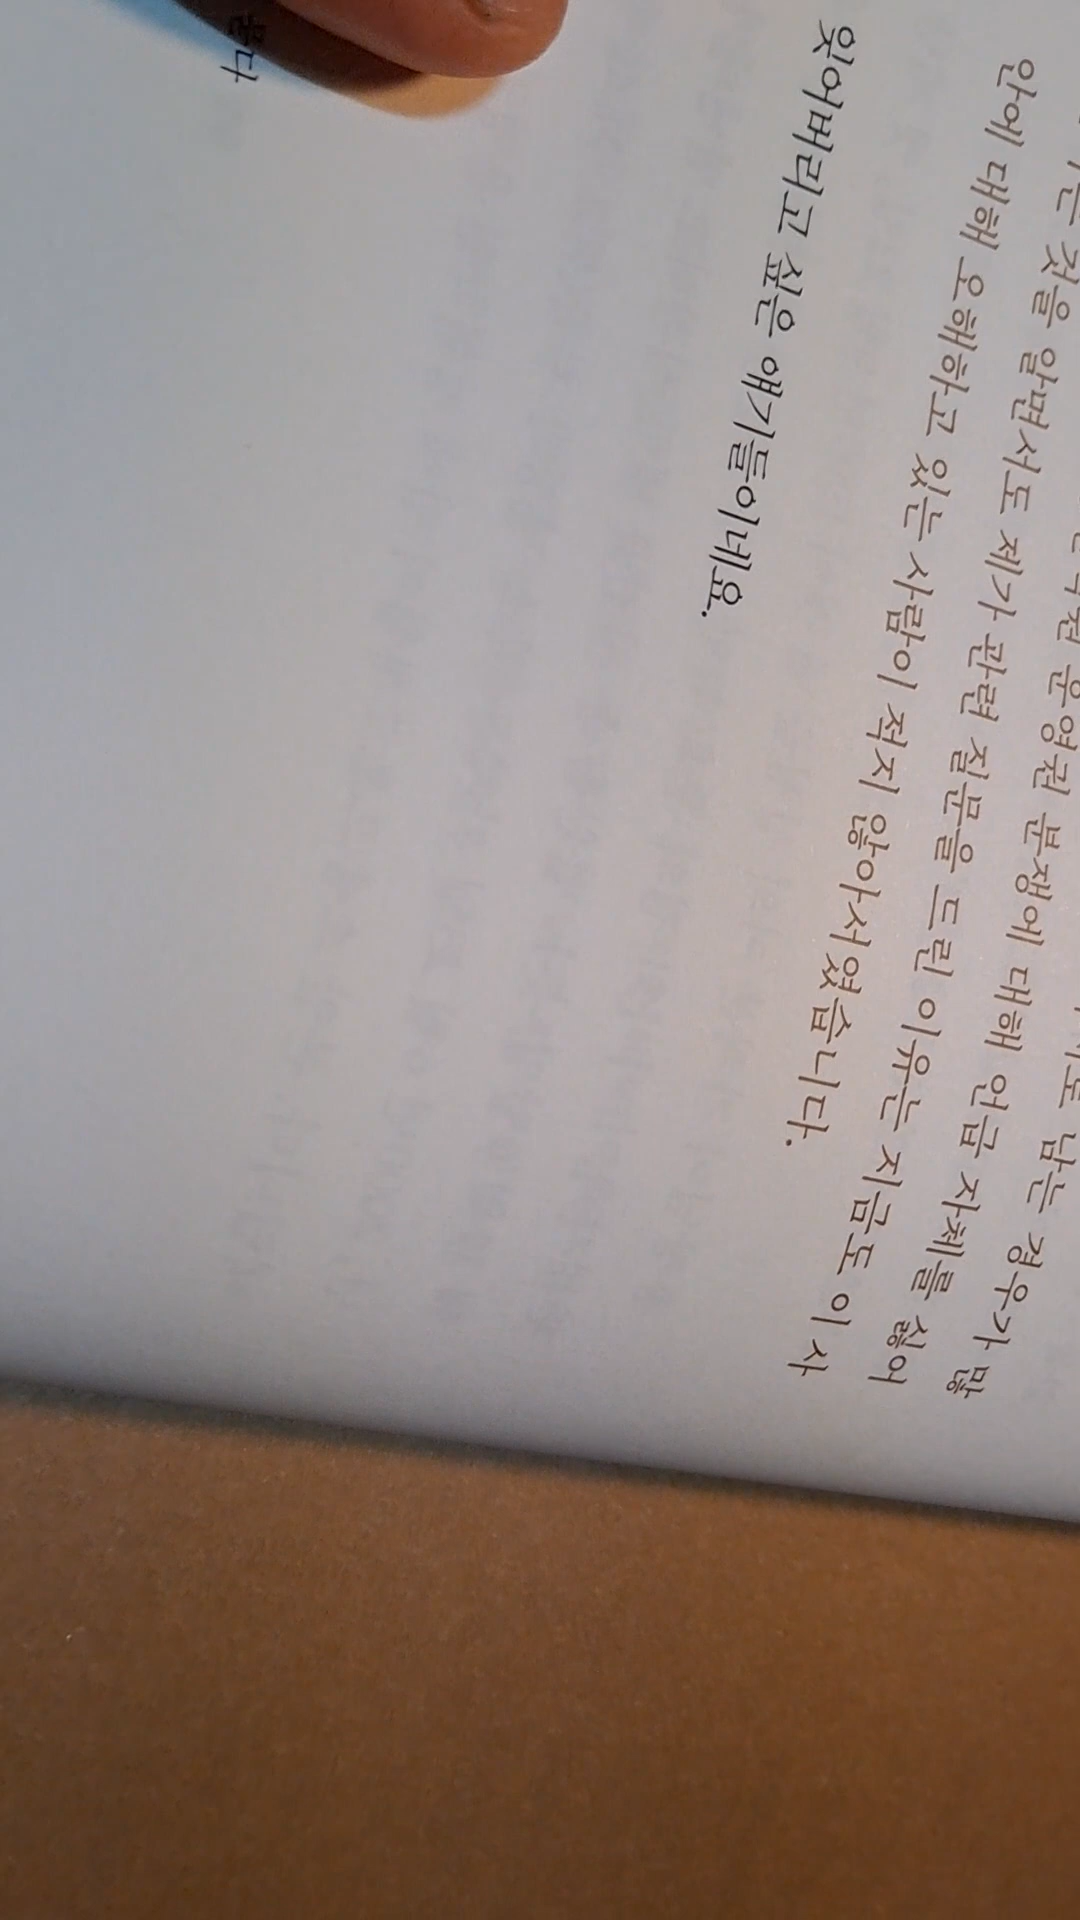 남는 경우가 많
운영권 분쟁에 대해 언급 자체를 싫어
는 것을 알면서도 제가 관련 질문을 드린 이유는 지금도 이 사
안에 대해 오해하고 있는 사람이 적지 않아서였습니다.
잊어버리고 싶은 얘기들이네요.